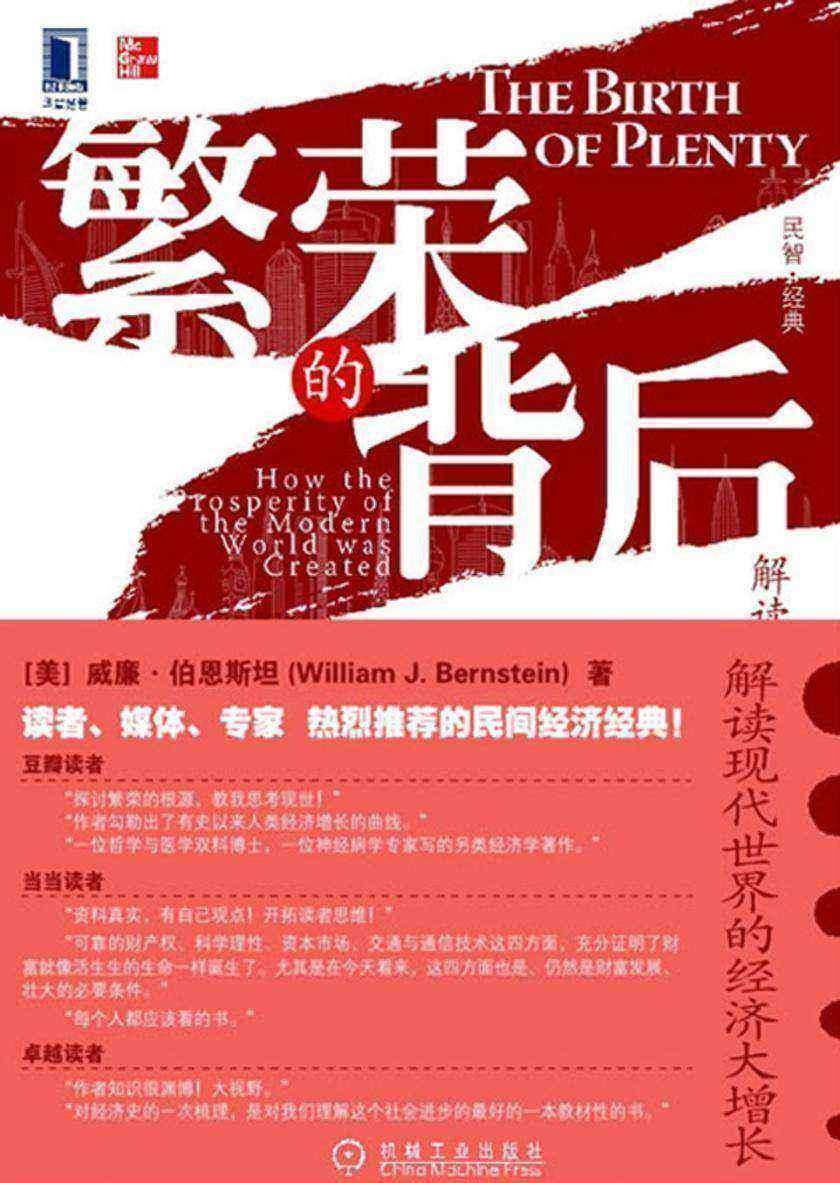 Mc
Graw
Hill
THE BIRTH
OF PLENTY
繁荣
的
背后
民智·经典
How the
Prosperity of
the Modern
World was
Created
解读
[美] 威廉·伯恩斯坦 (William J. Bernstein) 著
读者、媒体、专家 热烈推荐的民间经济经典！
豆瓣读者
“探讨繁荣的根源，教我思考现世！”
“作者勾勒出了有史以来人类经济增长的曲线。”
“一位哲学与医学双料博士，一位神经病学专家写的另类经济学著作。”
当当读者
“资料真实，有自己观点！开拓读者思维！”
“可靠的财产权、科学理性、资本市场、交通与通信技术这四方面，充分证明了财
富就像活生生的生命一样诞生了。尤其是在今天看来，这四方面也是、仍然是财富发展、
壮大的必要条件。”
“每个人都应该看的书。”
卓越读者
“作者知识很渊博！大视野。”
“对经济史的一次梳理，是对我们理解这个社会进步的最好的一本教材性的书。”
解读现代世界的经济大增长
机械工业出版社
China Machine Press